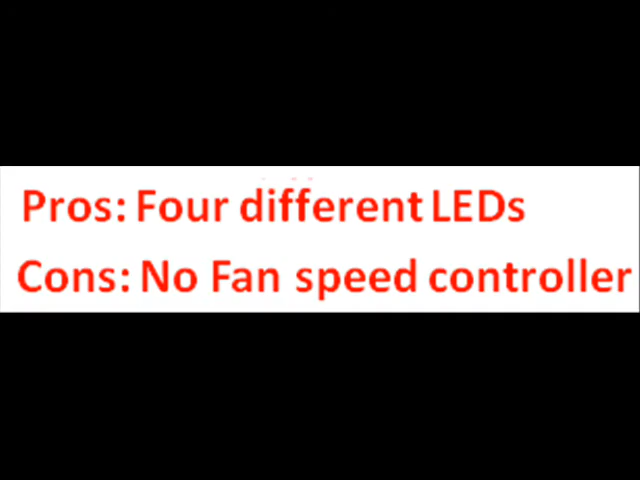 Pros: Four different LEDs
Cons: No Fan speed controller